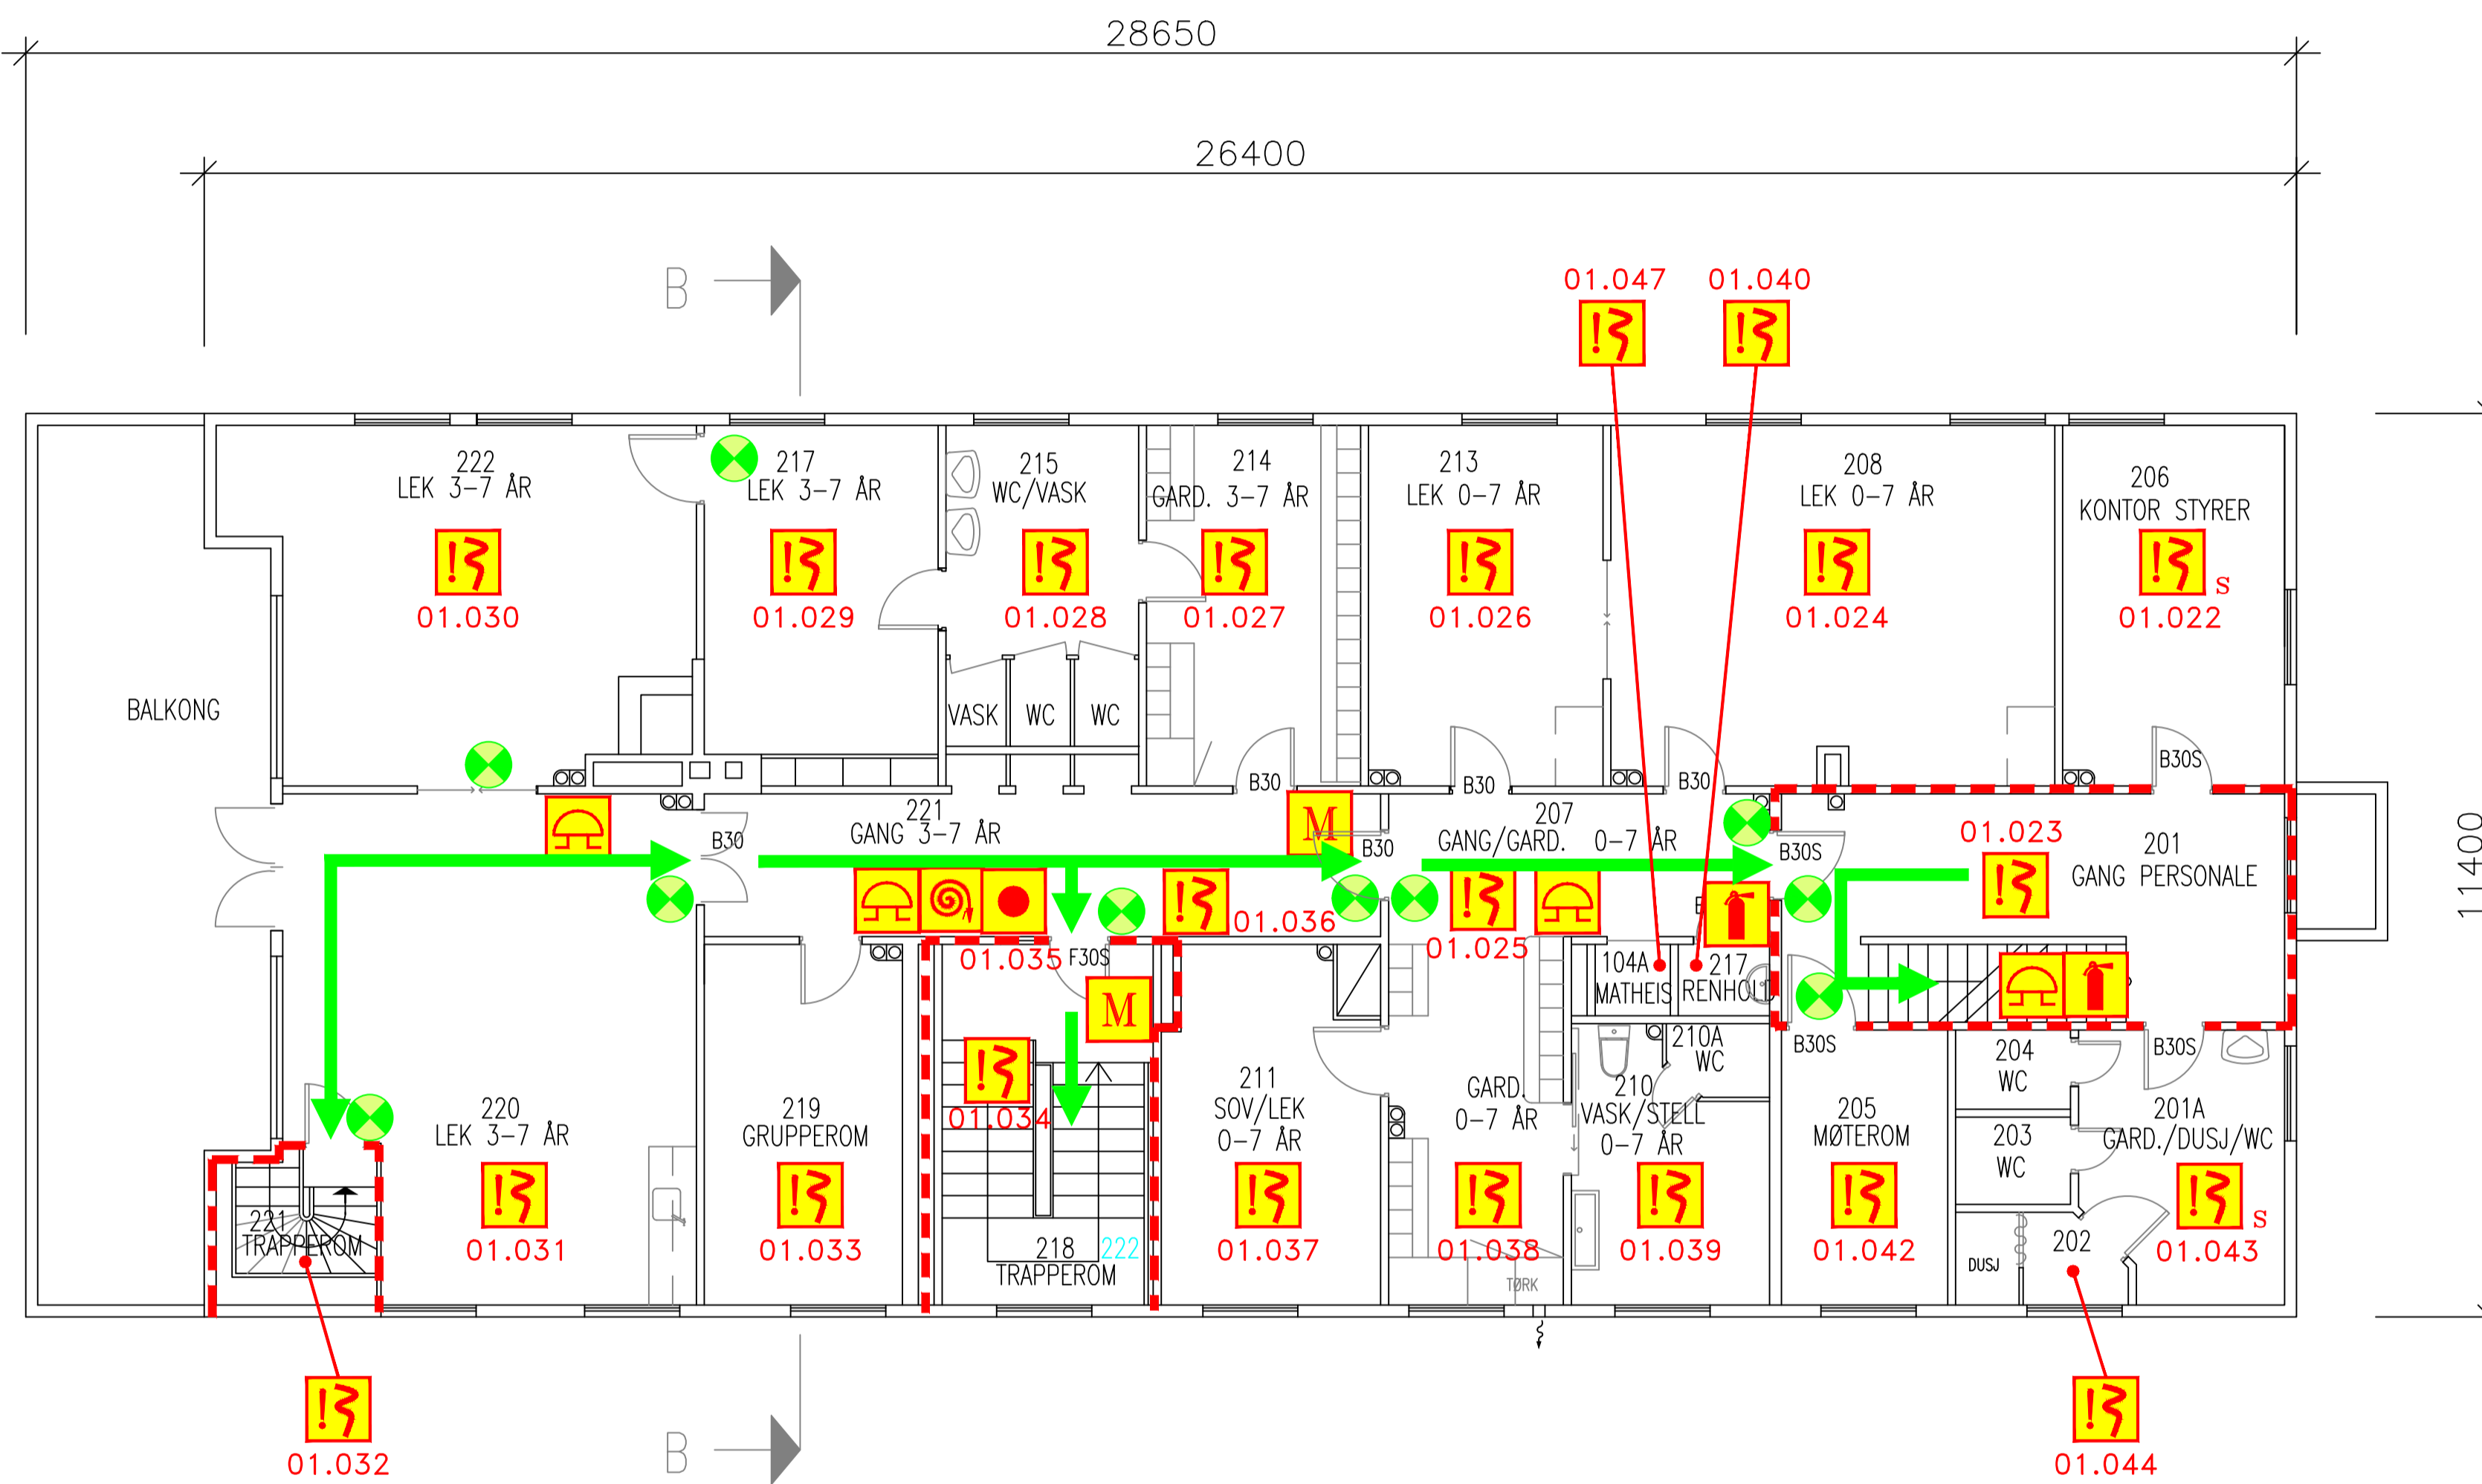 28650
26400
B
01.047
01.040
222
LEK 3-7 ÅR
01.030
217
LEK 3-7 ÅR
01.029
215
WC/VASK
01.028
214
GARD. 3-7 ÅR
01.027
213
LEK 0-7 ÅR
01.026
208
LEK 0-7 ÅR
01.024
206
KONTOR STYRER
S
01.022
BALKONG
VASK
WC
WC
B30
B30
B30
B30S
11400
B30
221
GANG 3-7 ÅR
M
B30
207
GANG/GARD. 0-7 ÅR
B30S
01.023
201
GANG PERSONALE
01.036
01.025
01.035
F30S
M
104A
MATHEIS
217
RENHOLD
01.034
B30S
B30S
210A
WC
204
WC
203
WC
201A
GARD./DUSJ/WC
S
01.043
220
LEK 3-7 ÅR
01.031
219
GRUPPEROM
01.033
211
SOV/LEK
0-7 ÅR
01.037
GARD.
0-7 ÅR
01.038
TØRK
210
VASK/STELL
0-7 ÅR
01.039
205
MØTEROM
01.042
221
TRAPPEROM
218 222
TRAPPEROM
DUSJ
202
01.032
B
01.044